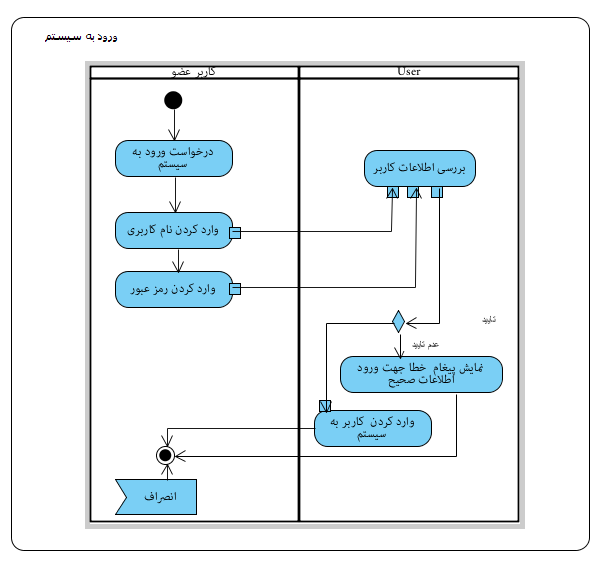 ورود به سیستم
کاربر عضو
User
درخواست ورود به
سیستم
بررسی اطلاعات کاربر
وارد کردن نام کاربری
وارد کردن رمز عبور
تایید
عدم تایید
نمایش پیغام خطا جهت ورود
اطلاعات صحیح
وارد کردن کاربر به
سیستم
انصراف